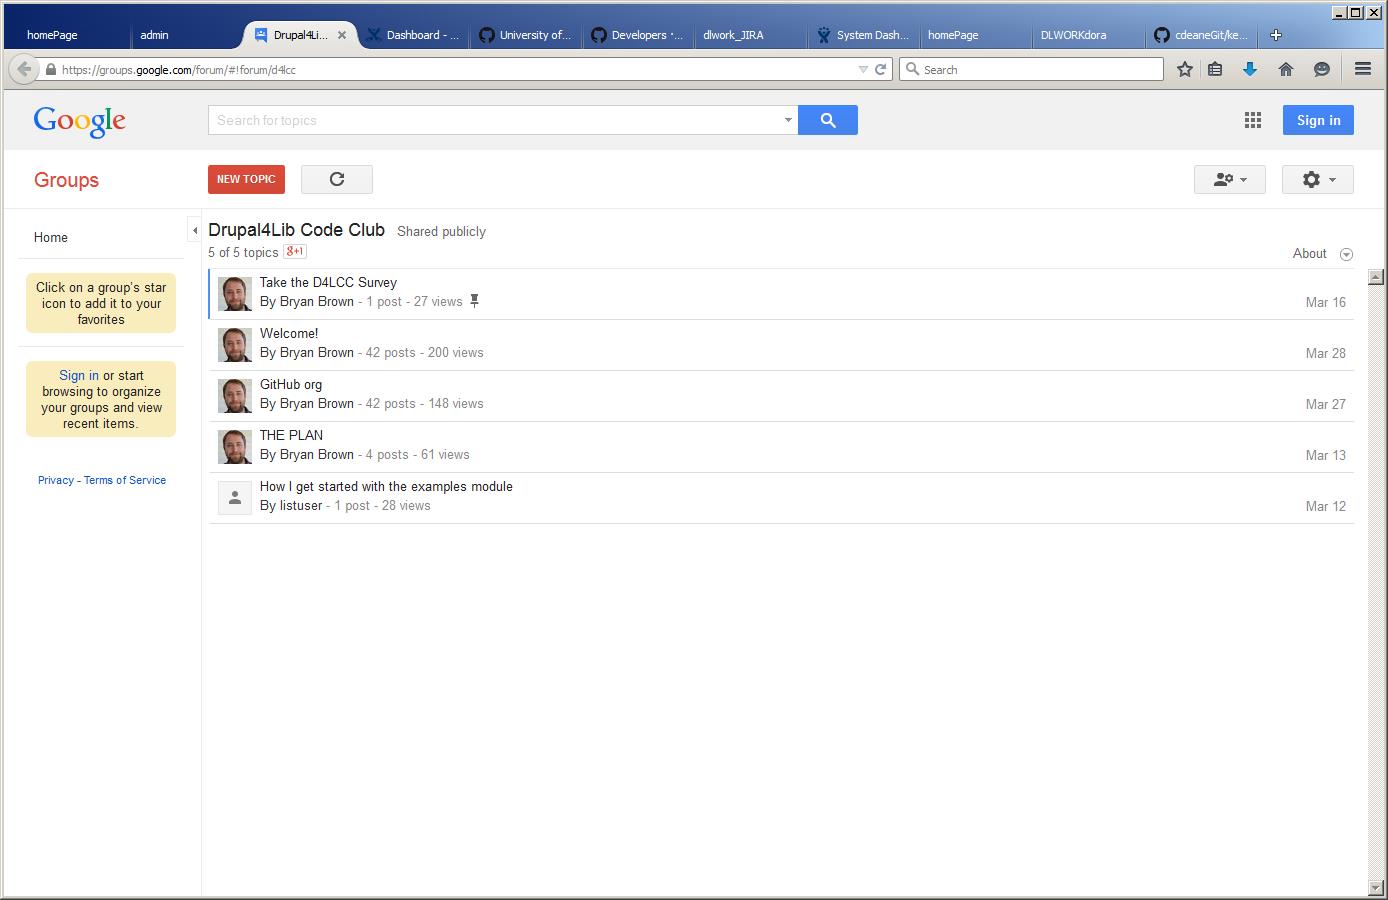 homePage
admin
Drupal4Li...
Dashboard - ...
University of...
Developers · ...
dlwork_JIRA
System Dash...
homePage
DLWORKdora
cdeaneGit/ke...
https://groups.google.com/forum/#!forum/d4lcc
Search
Google
Search for topics
Sign in
Groups
NEW TOPIC
Home
Click on a group's star
icon to add it to your
favorites
Sign in or start
browsing to organize
your groups and view
recent items.
Privacy - Terms of Service
Drupal4Lib Code Club Shared publicly
5 of 5 topics g+1
About
Take the D4LCC Survey
By Bryan Brown - 1 post - 27 views
Mar 16
Welcome!
By Bryan Brown - 42 posts - 200 views
Mar 28
GitHub org
By Bryan Brown - 42 posts - 148 views
Mar 27
THE PLAN
By Bryan Brown - 4 posts - 61 views
Mar 13
How I get started with the examples module
By listuser - 1 post - 28 views
Mar 12